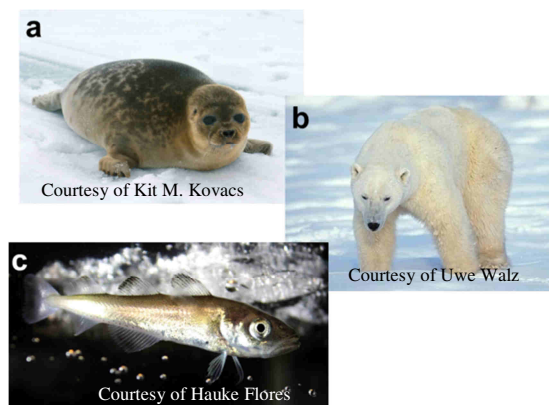 a
Courtesy of Kit M. Kovacs
b
Courtesy of Uwe Walz
c
Courtesy of Hauke Flores